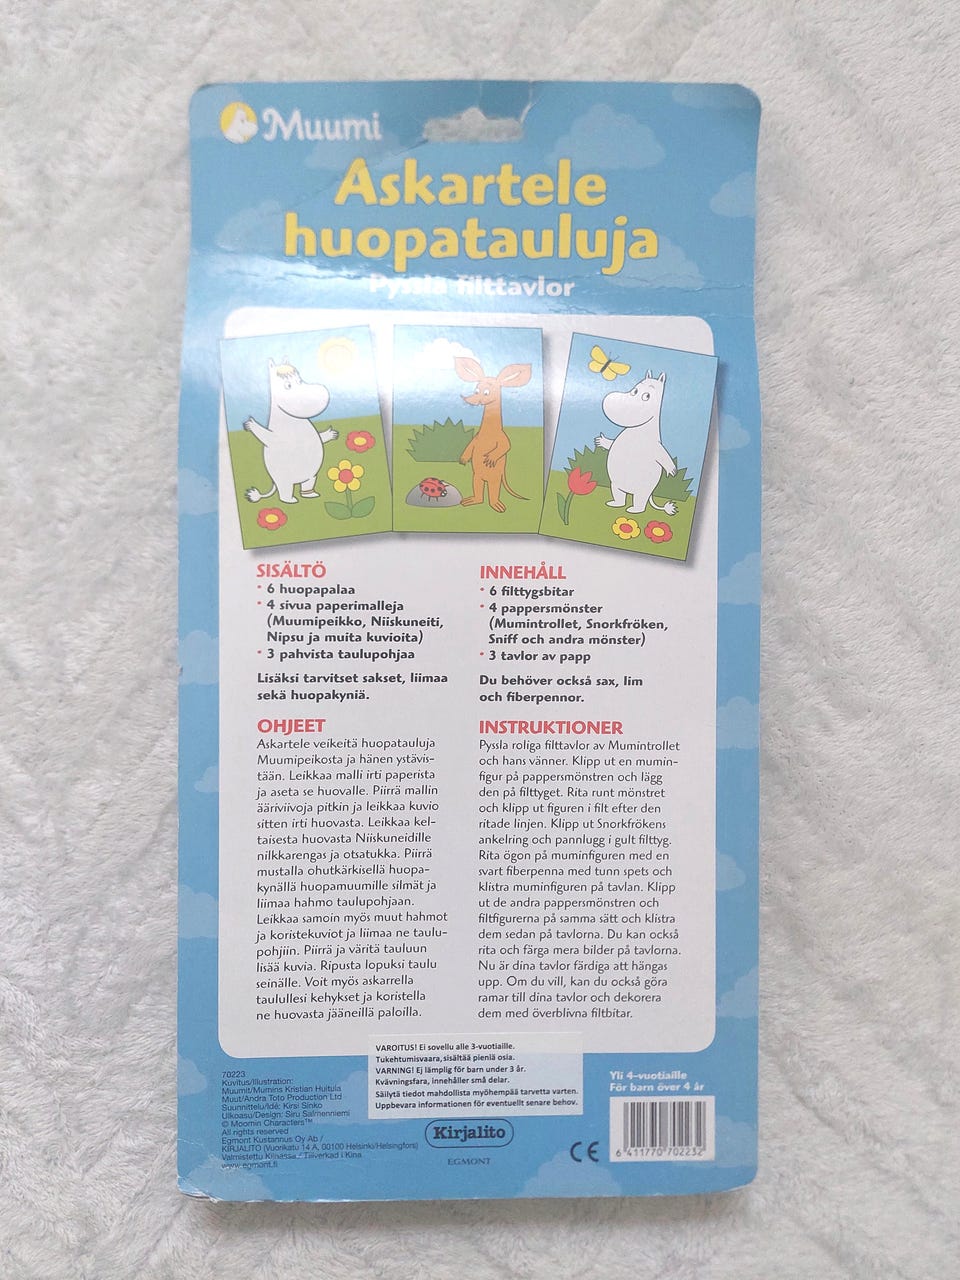 Muumi
Askartele
huopatauluja
Pyssla filttavlor
SISÄLTÖ
• 6 huopapalaa
• 4 sivua paperimalleja
(Muumipeikko, Niiskuneiti,
Nipsu ja muita kuvioita)
• 3 pahvista taulupohjaa
Lisäksi tarvitset sakset, liimaa
sekä huopakyniä.
OHJEET
Askartele veikeitä huopatauluja
Muumipeikosta ja hänen ystävis-
tään. Leikkaa malli irti paperista
ja aseta se huovalle. Piirrä mallin
ääriviivoja pitkin ja leikkaa kuvio
sitten irti huovasta. Leikkaa kel-
taisesta huovasta Niiskuneidille
nilkkarengas ja otsatukka. Piirrä
mustalla ohutkärkisellä huopa-
kynällä huopamuumille silmät ja
liimaa hahmo taulupohjaan.
Leikkaa samoin myös muut hahmot
ja koristekuviot ja liimaa ne taulu-
pohjiin. Piirrä ja väritä tauluun
lisää kuvia. Ripusta lopuksi taulu
seinälle. Voit myös askarrella
taulullesi kehykset ja koristella
ne huovasta jääneillä paloilla.
INNEHÅLL
• 6 filttygsbitar
• 4 pappersmönster
(Mumintrollet, Snorkfröken,
Sniff och andra mönster)
• 3 tavlor av papp
Du behöver också sax, lim
och fiberpennor.
INSTRUKTIONER
Pyssla roliga filttavlor av Mumintrollet
och hans vänner. Klipp ut en mumin-
figur på pappersmönstren och lägg
den på filttyget. Rita runt mönstret
och klipp ut figuren i filt efter den
ritade linjen. Klipp ut Snorkfrökens
ankelring och pannlugg i gult filttyg.
Rita ögon på muminfiguren med en
svart fiberpenna med tunn spets och
klistra muminfiguren på tavlan. Klipp
ut de andra pappersmönstren och
filtfigurerna på samma sätt och klistra
dem sedan på tavlorna. Du kan också
rita och färga mera bilder på tavlorna.
Nu är dina tavlor färdiga att hängas
upp. Om du vill, kan du också göra
ramar till dina tavlor och dekorera
dem med överblivna filtbitar.
VAROITUS! Ei sovellu alle 3-vuotiaille.
Tukehtumisvaara, sisältää pieniä osia.
VARNING! Ej lämplig för barn under 3 år.
Kvävningsfara, innehåller små delar.
Säilytä tiedot mahdollista myöhempää tarvetta varten.
Uppbevara informationen för eventuellt senare behov.
70223
Kuvitus/Illustration:
Muumit/Mumins Kristian Huitula
Muut/Andra Toto Production Ltd
Suunnittelu/Idé: Kirsi Sinko
Ulkoasu/Design: Siru Salmenniemi
© Moomin Characters™
All rights reserved
Egmont Kustannus Oy Ab /
KIRJALITO (Vuorikatu 14 A, 00100 Helsinki/Helsingfors)
Valmistettu Kiinassa / Tillverkad i Kina
www.egmont.fi
Kirjalito
EGMONT
CE
Yli 4-vuotiaille
För barn över 4 år
6 411770 702232